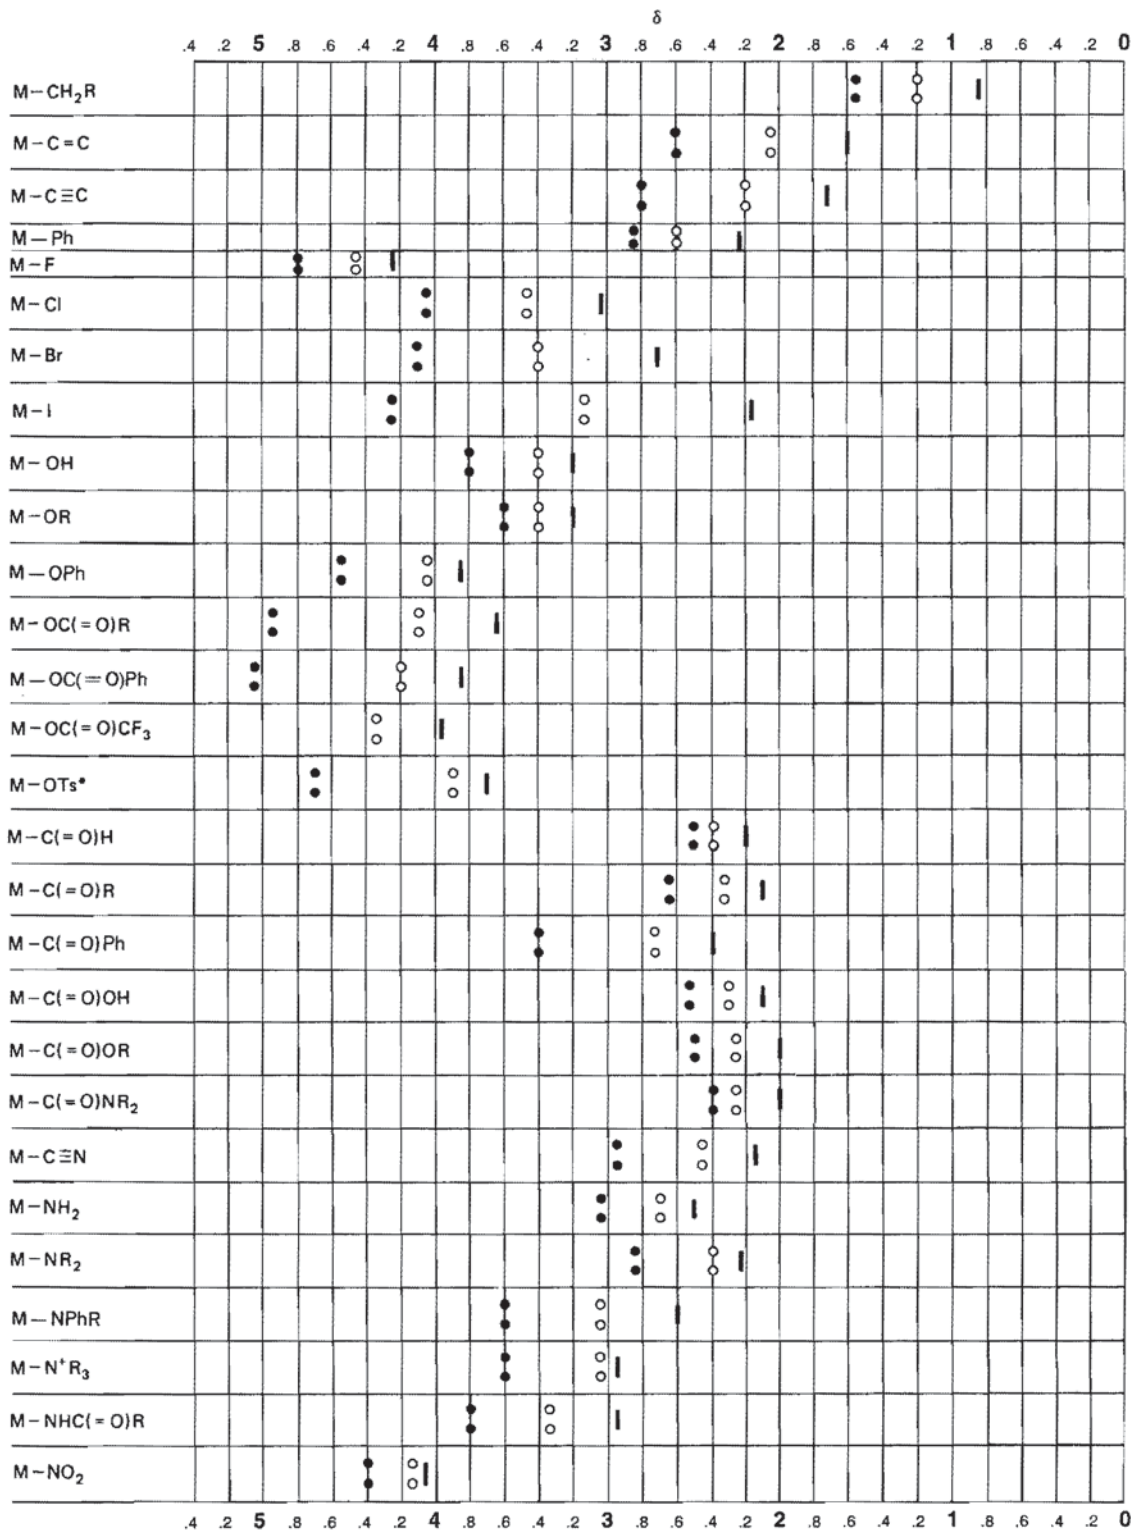 δ
.4 .2 5 .8 .6 .4 .2 4 .8 .6 .4 .2 3 .8 .6 .4 .2 2 .8 .6 .4 .2 1 .8 .6 .4 .2 0
M–CH₂R
M–C=C
M–C≡C
M–Ph
M–F
M–Cl
M–Br
M–I
M–OH
M–OR
M–OPh
M–OC(=O)R
M–OC(=O)Ph
M–OC(=O)CF₃
M–OTs*
M–C(=O)H
M–C(=O)R
M–C(=O)Ph
M–C(=O)OH
M–C(=O)OR
M–C(=O)NR₂
M–C≡N
M–NH₂
M–NR₂
M–NPhR
M–N⁺R₃
M–NHC(=O)R
M–NO₂
.4 .2 5 .8 .6 .4 .2 4 .8 .6 .4 .2 3 .8 .6 .4 .2 2 .8 .6 .4 .2 1 .8 .6 .4 .2 0